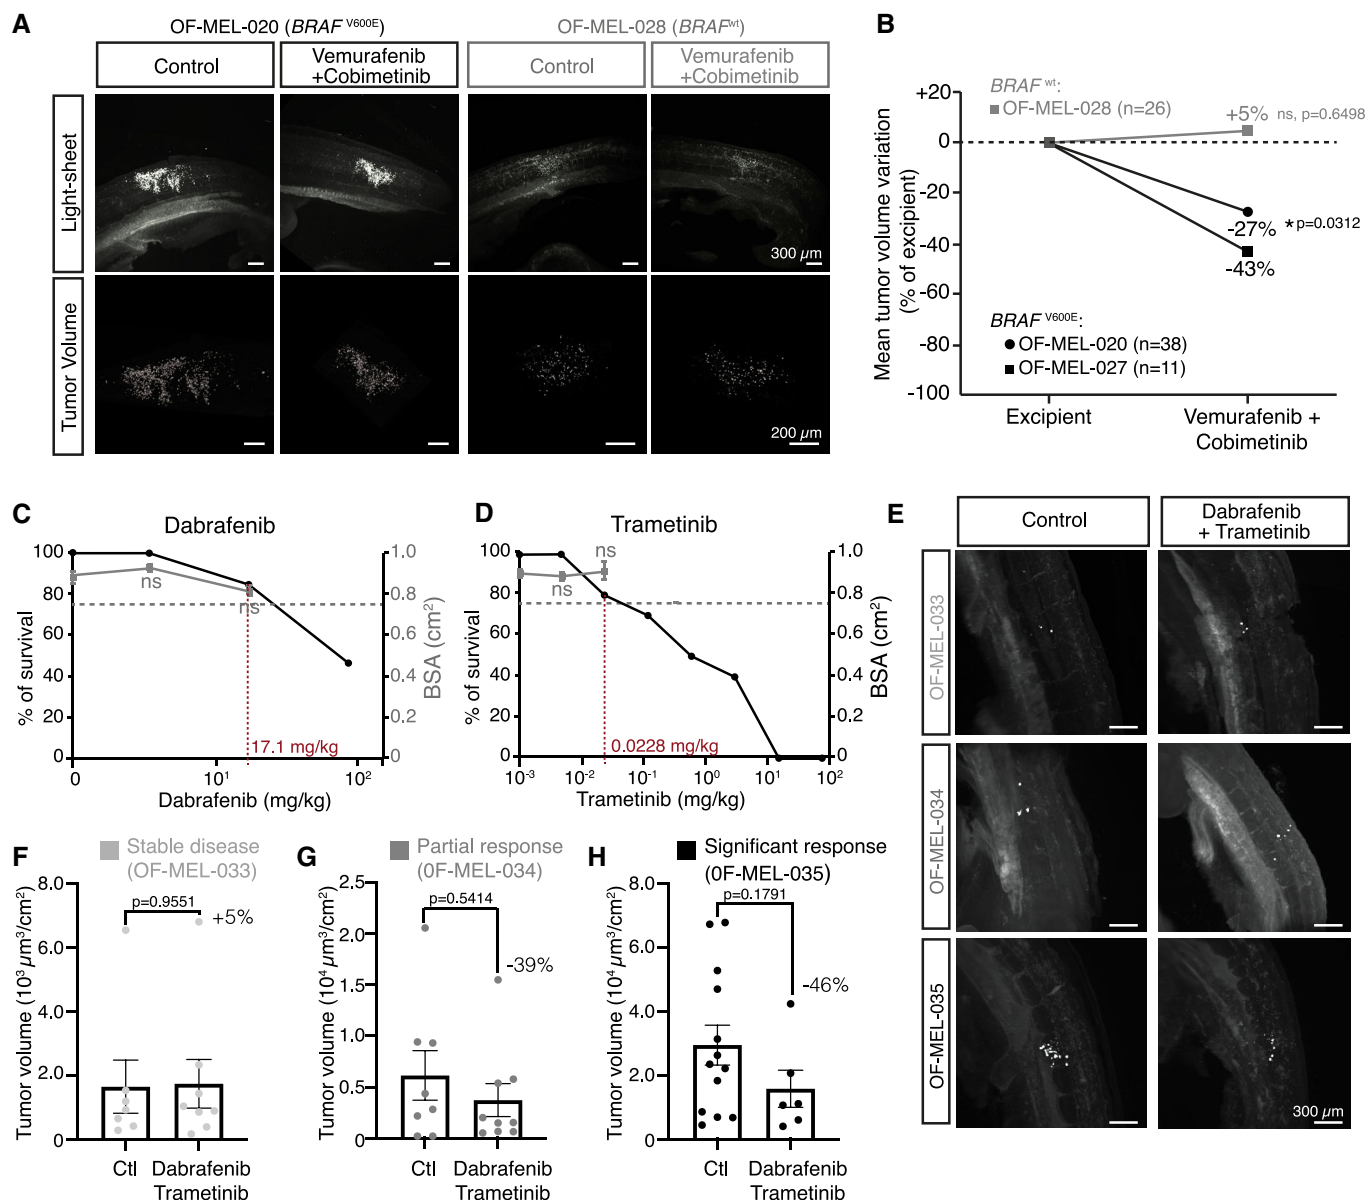 A
OF-MEL-020 (BRAF V600E)
OF-MEL-028 (BRAFwt)
Control
Vemurafenib
+Cobimetinib
Control
Vemurafenib
+Cobimetinib
Light-sheet
300 µm
Tumor Volume
200 µm
B
Mean tumor volume variation
(% of excipient)
+20
0
-20
-40
-60
-80
-100
BRAF wt:
OF-MEL-028 (n=26)
+5% ns, p=0.6498
-27%
*p=0.0312
-43%
BRAF V600E:
OF-MEL-020 (n=38)
OF-MEL-027 (n=11)
Excipient
Vemurafenib +
Cobimetinib
C
Dabrafenib
% of survival
100
80
60
40
20
0
ns
ns
17.1 mg/kg
1.0
0.8
0.6
0.4
0.2
0
BSA (cm²)
0
10¹
10²
Dabrafenib (mg/kg)
D
Trametinib
% of survival
100
80
60
40
20
0
ns
ns
0.0228 mg/kg
1.0
0.8
0.6
0.4
0.2
0
BSA (cm²)
10⁻³
10⁻²
10⁻¹
10⁰
10¹
10²
Trametinib (mg/kg)
E
Control
Dabrafenib
+ Trametinib
OF-MEL-033
OF-MEL-034
OF-MEL-035
300 µm
F
Stable disease
(OF-MEL-033)
Tumor volume (10³ µm³/cm²)
8.0
6.0
4.0
2.0
0
p=0.9551
+5%
Ctl
Dabrafenib
Trametinib
G
Partial response
(0F-MEL-034)
Tumor volume (10⁴ µm³/cm²)
2.5
2.0
1.5
1.0
0.5
0
p=0.5414
-39%
Ctl
Dabrafenib
Trametinib
H
Significant response
(0F-MEL-035)
Tumor volume (10⁴ µm³/cm²)
8.0
6.0
4.0
2.0
0
p=0.1791
-46%
Ctl
Dabrafenib
Trametinib